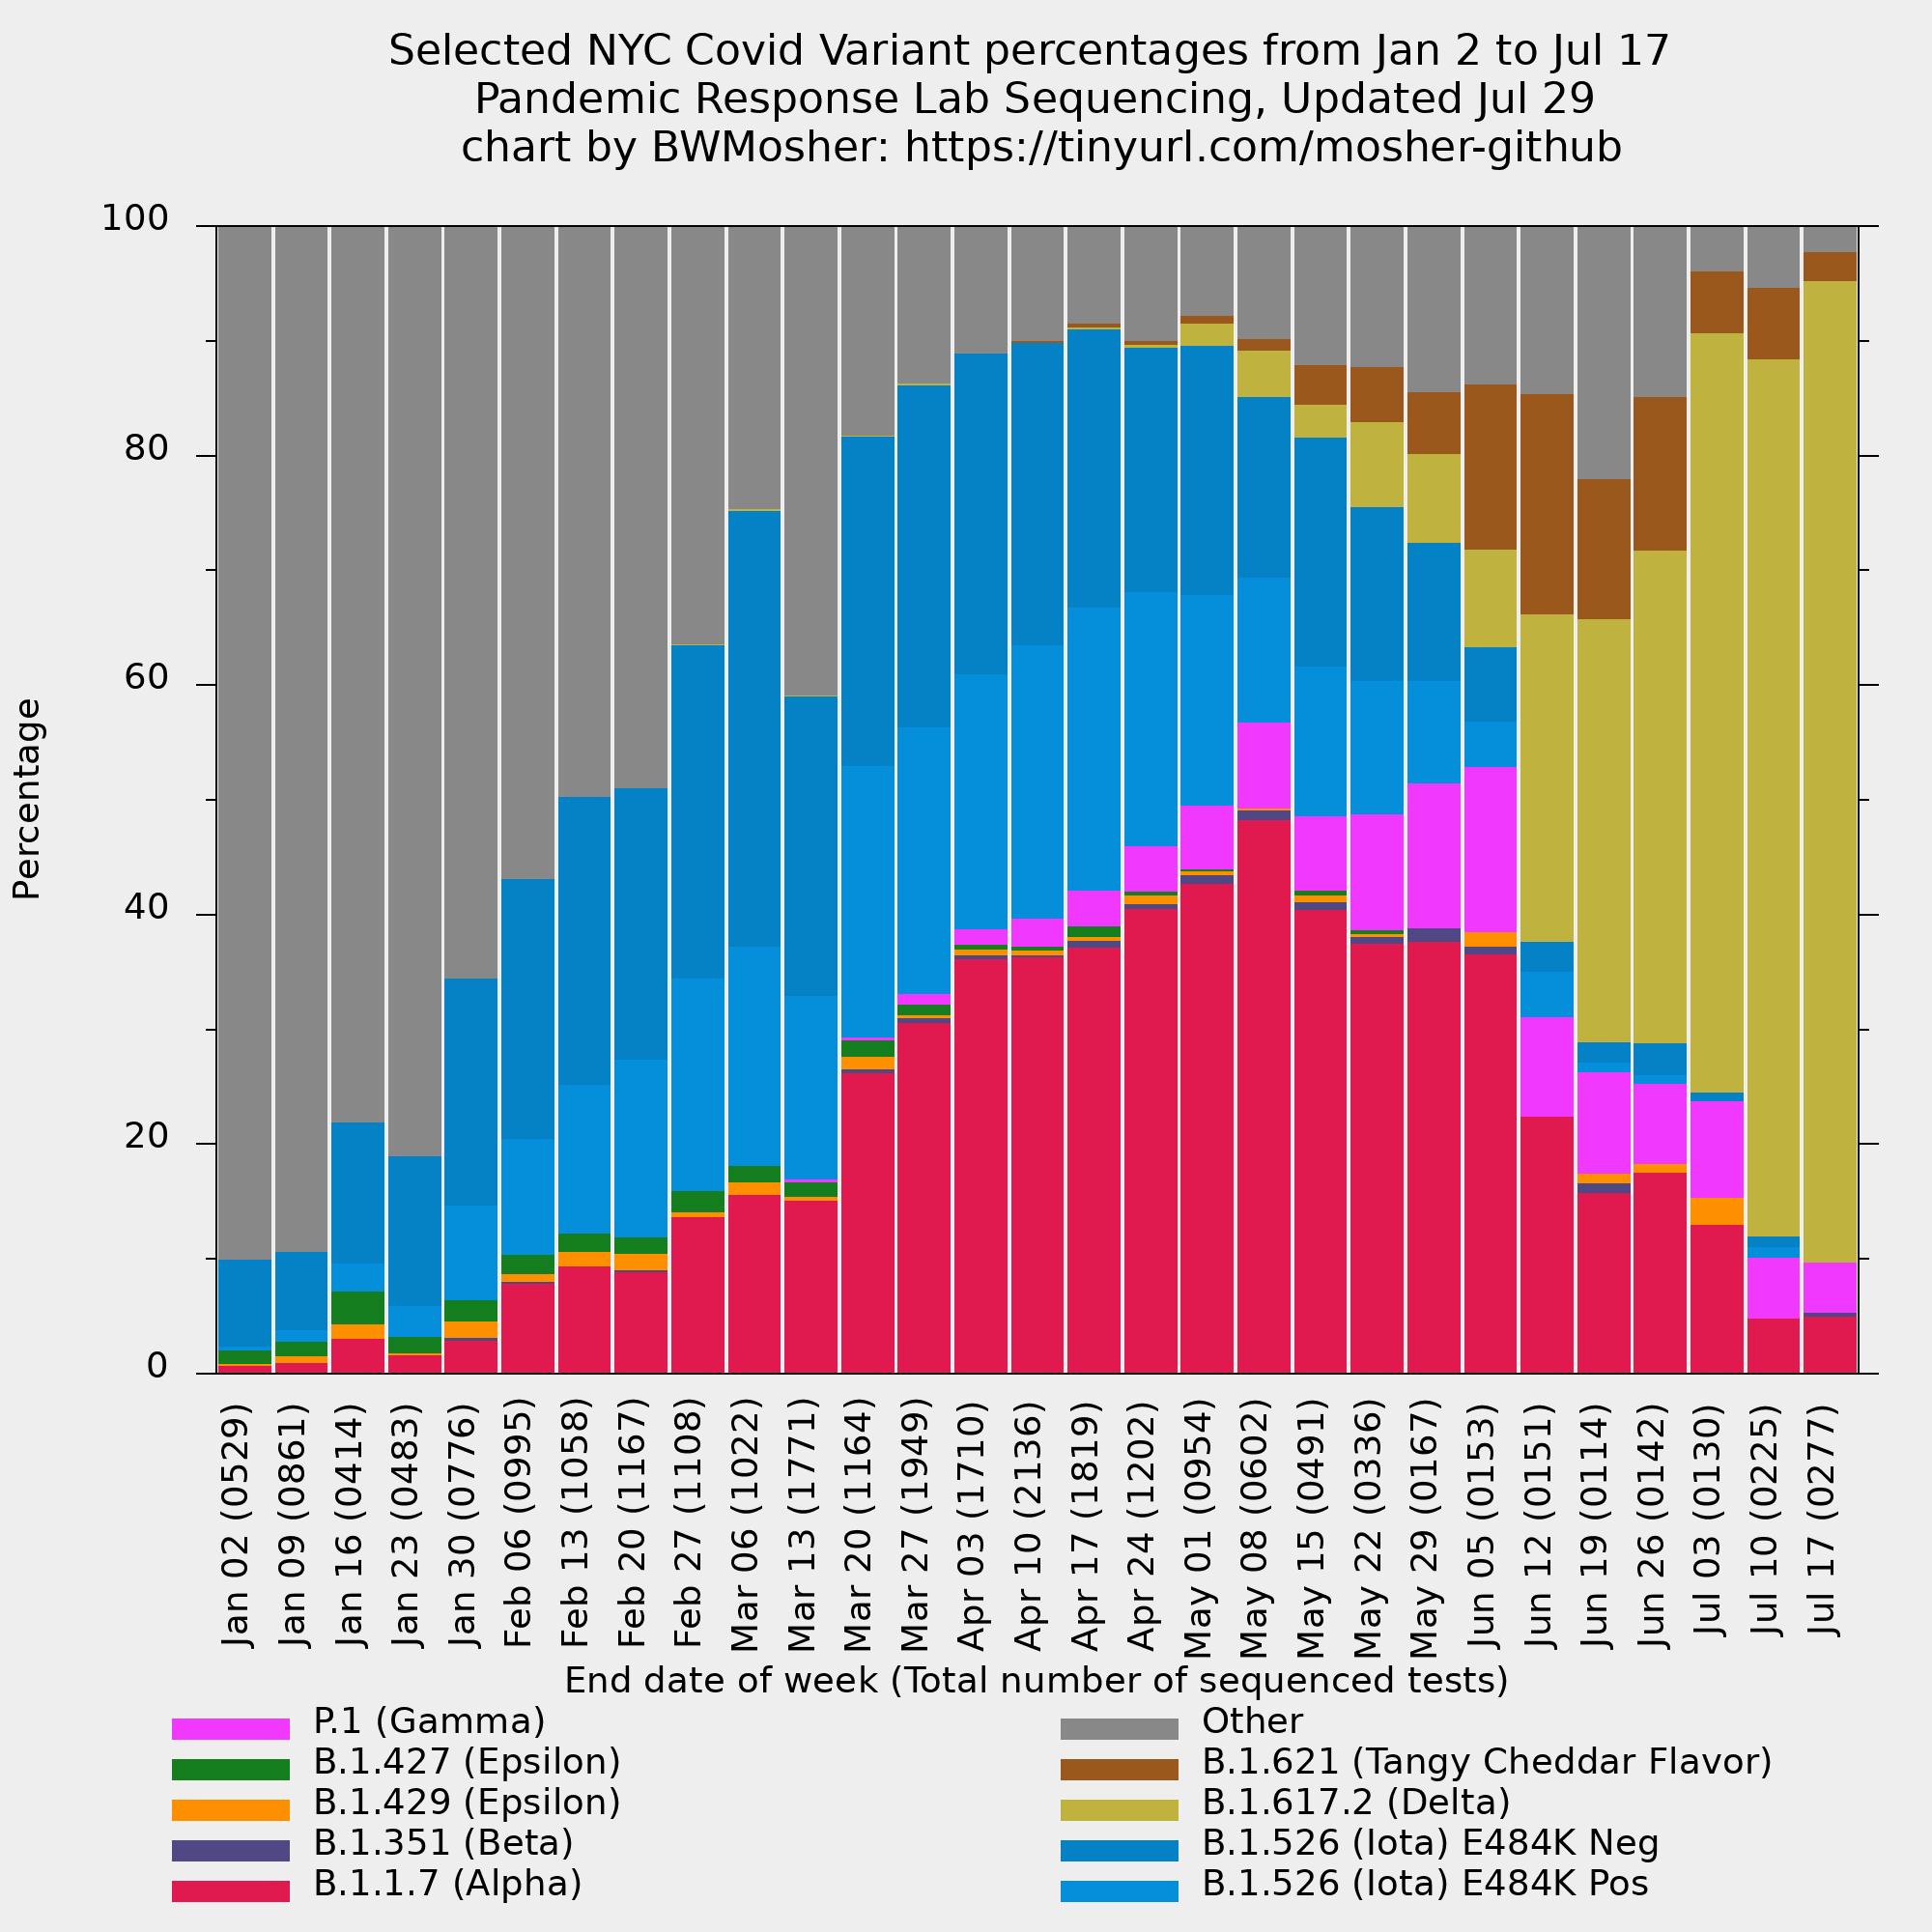 Selected NYC Covid Variant percentages from Jan 2 to Jul 17
Pandemic Response Lab Sequencing, Updated Jul 29
chart by BWMosher: https://tinyurl.com/mosher-github
100
80
60
40
20
0
Percentage
Jan 02 (0529)
Jan 09 (0861)
Jan 16 (0414)
Jan 23 (0483)
Jan 30 (0776)
Feb 06 (0995)
Feb 13 (1058)
Feb 20 (1167)
Feb 27 (1108)
Mar 06 (1022)
Mar 13 (1771)
Mar 20 (1164)
Mar 27 (1949)
Apr 03 (1710)
Apr 10 (2136)
Apr 17 (1819)
Apr 24 (1202)
May 01 (0954)
May 08 (0602)
May 15 (0491)
May 22 (0336)
May 29 (0167)
Jun 05 (0153)
Jun 12 (0151)
Jun 19 (0114)
Jun 26 (0142)
Jul 03 (0130)
Jul 10 (0225)
Jul 17 (0277)
End date of week (Total number of sequenced tests)
P.1 (Gamma)
B.1.427 (Epsilon)
B.1.429 (Epsilon)
B.1.351 (Beta)
B.1.1.7 (Alpha)
Other
B.1.621 (Tangy Cheddar Flavor)
B.1.617.2 (Delta)
B.1.526 (Iota) E484K Neg
B.1.526 (Iota) E484K Pos